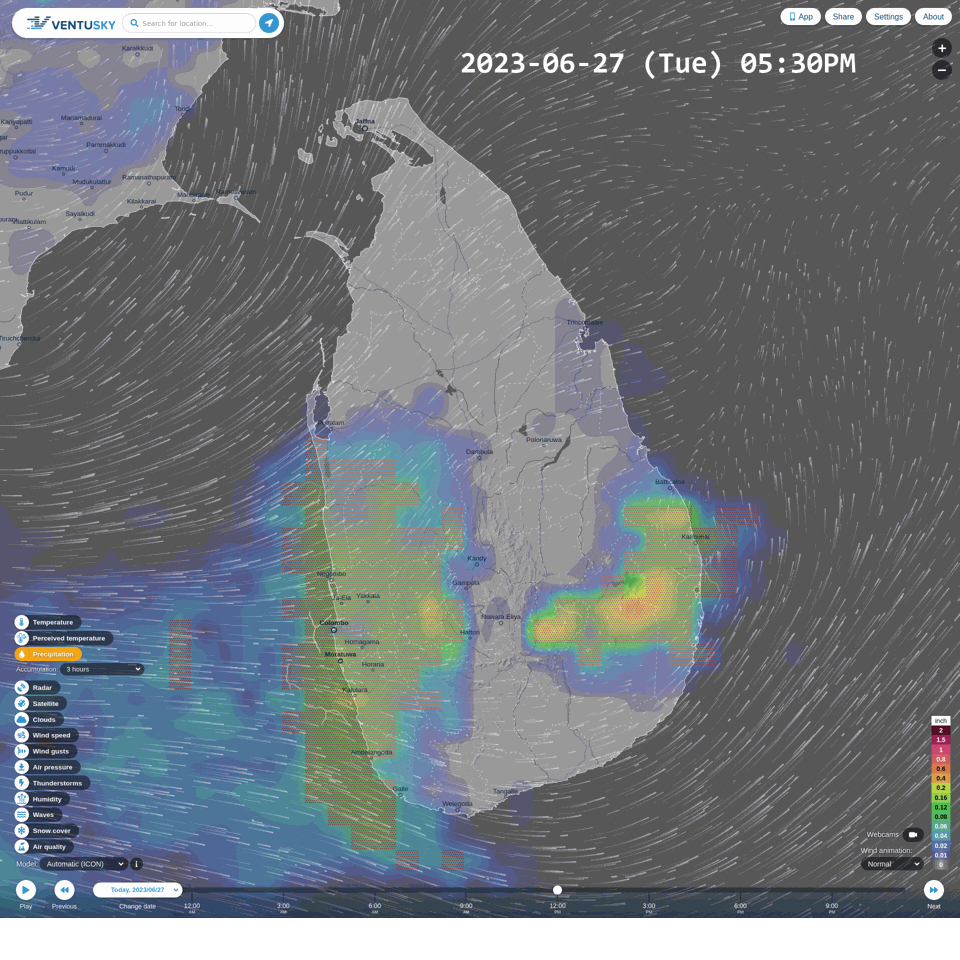 VENTUSKY
Search for location...
App
Share
Settings
About
+
−
2023-06-27 (Tue) 05:30PM
Karaikkudi
Tondi
Kariyapatti
Manamadurai
Paramakkudi
Kamudi
Mudukulattur
Ramanathapuram
Pudur
Kilakkarai
Sayalkudi
Vilattikulam
Tiruchchendur
Jaffna
Trincomalee
Puttalam
Polonnaruwa
Dambulla
Batticaloa
Kalmunai
Kandy
Gampola
Negombo
Ja-Ela
Yakkala
Colombo
Nuwara Eliya
Hatton
Homagama
Moratuwa
Horana
Kalutara
Ambalangoda
Galle
Weligoda
Tangalle
Temperature
Perceived temperature
Precipitation
Accumulation:
3 hours
Radar
Satellite
Clouds
Wind speed
Wind gusts
Air pressure
Thunderstorms
Humidity
Waves
Snow cover
Air quality
Model:
Automatic (ICON)
i
inch
2
1.5
1
0.8
0.6
0.4
0.2
0.16
0.12
0.08
0.06
0.04
0.02
0.01
0
Webcams
Wind animation:
Normal
Play
Previous
Today, 2023/06/27
Change date
12:00
AM
3:00
AM
6:00
AM
9:00
AM
12:00
PM
3:00
PM
6:00
PM
9:00
PM
Next